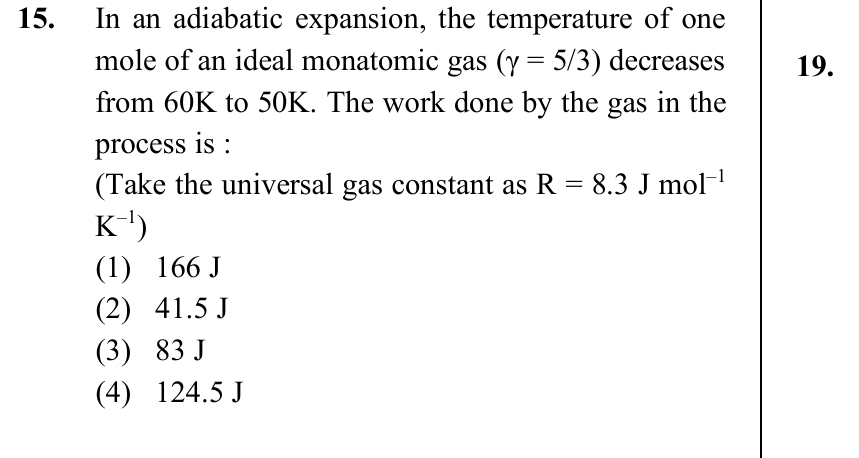 15. In an adiabatic expansion, the temperature of one
mole of an ideal monatomic gas (γ = 5/3) decreases
from 60K to 50K. The work done by the gas in the
process is :
(Take the universal gas constant as R = 8.3 J mol⁻¹
K⁻¹)
(1) 166 J
(2) 41.5 J
(3) 83 J
(4) 124.5 J
19.